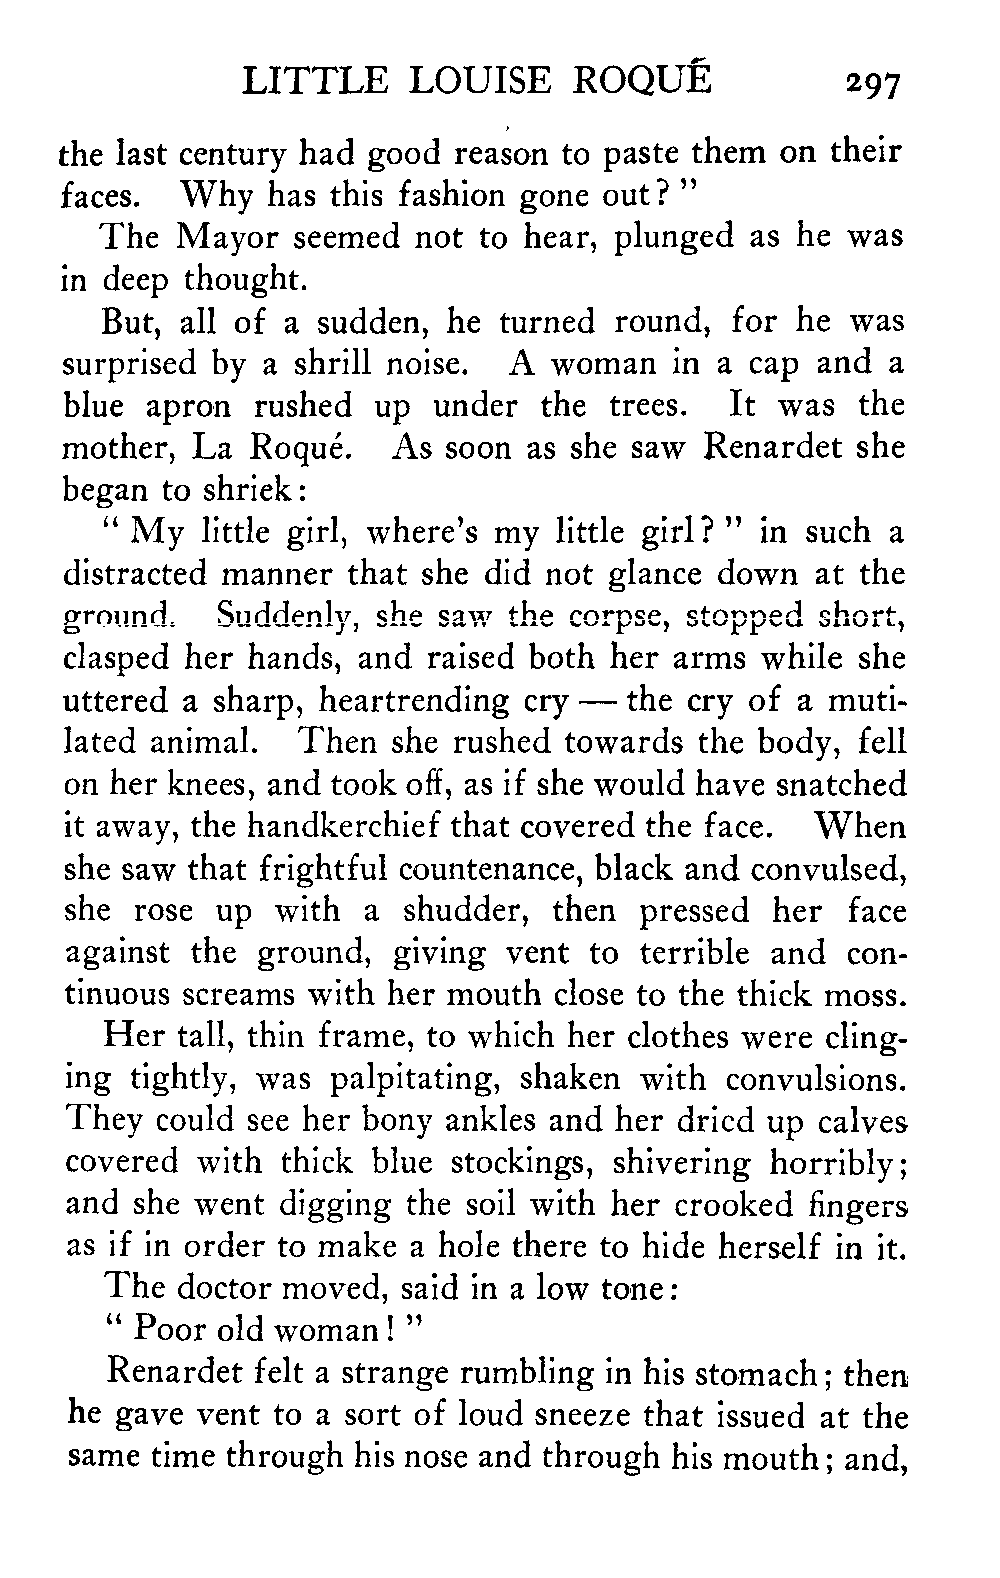 LITTLE LOUISE ROQUÉ 297
the last century had good reason to paste them on their
faces. Why has this fashion gone out? "
The Mayor seemed not to hear, plunged as he was
in deep thought.
But, all of a sudden, he turned round, for he was
surprised by a shrill noise. A woman in a cap and a
blue apron rushed up under the trees. It was the
mother, La Roqué. As soon as she saw Renardet she
began to shriek:
" My little girl, where's my little girl? " in such a
distracted manner that she did not glance down at the
ground. Suddenly, she saw the corpse, stopped short,
clasped her hands, and raised both her arms while she
uttered a sharp, heartrending cry — the cry of a muti-
lated animal. Then she rushed towards the body, fell
on her knees, and took off, as if she would have snatched
it away, the handkerchief that covered the face. When
she saw that frightful countenance, black and convulsed,
she rose up with a shudder, then pressed her face
against the ground, giving vent to terrible and con-
tinuous screams with her mouth close to the thick moss.
Her tall, thin frame, to which her clothes were cling-
ing tightly, was palpitating, shaken with convulsions.
They could see her bony ankles and her dried up calves
covered with thick blue stockings, shivering horribly;
and she went digging the soil with her crooked fingers
as if in order to make a hole there to hide herself in it.
The doctor moved, said in a low tone:
" Poor old woman! "
Renardet felt a strange rumbling in his stomach; then
he gave vent to a sort of loud sneeze that issued at the
same time through his nose and through his mouth; and,